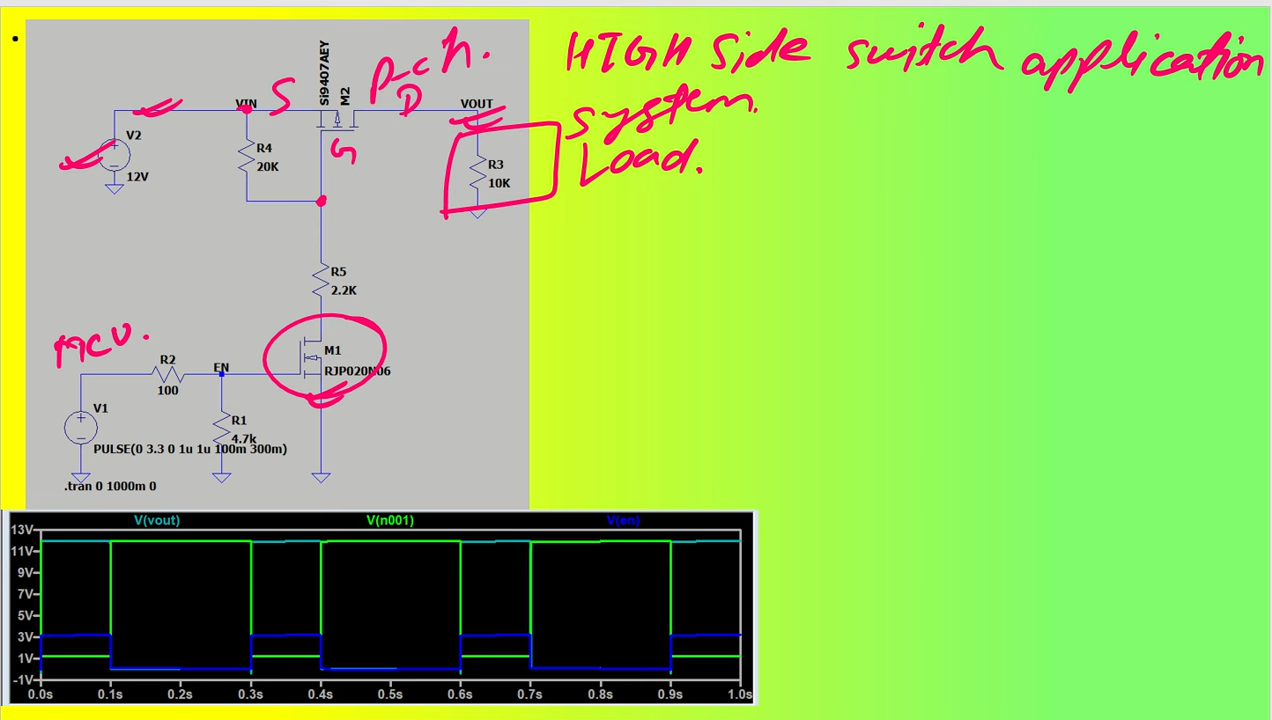 HIGH Side switch application
system.
Load.
P-ch.
S
D
G
VIN
Si9407AEY
M2
VOUT
V2
12V
R4
20K
R3
10K
R5
2.2K
MCU.
R2
100
EN
M1
RJP020N06
V1
R1
4.7k
PULSE(0 3.3 0 1u 1u 100m 300m)
.tran 0 1000m 0
V(vout) V(n001) V(en)
13V
11V
9V
7V
5V
3V
1V
-1V
0.0s 0.1s 0.2s 0.3s 0.4s 0.5s 0.6s 0.7s 0.8s 0.9s 1.0s